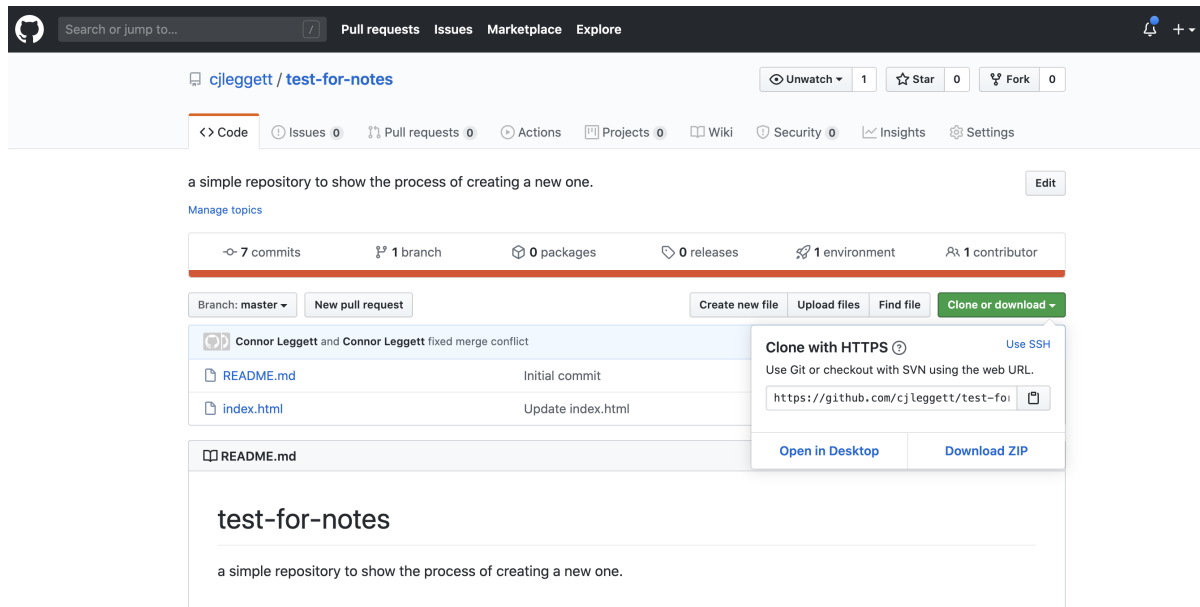 Search or jump to... / Pull requests Issues Marketplace Explore
cjleggett / test-for-notes Unwatch 1 Star 0 Fork 0
<> Code Issues 0 Pull requests 0 Actions Projects 0 Wiki Security 0 Insights Settings
a simple repository to show the process of creating a new one. Edit
Manage topics
7 commits 1 branch 0 packages 0 releases 1 environment 1 contributor
Branch: master New pull request Create new file Upload files Find file Clone or download
Connor Leggett and Connor Leggett fixed merge conflict
README.md Initial commit
index.html Update index.html
Clone with HTTPS ? Use SSH
Use Git or checkout with SVN using the web URL.
https://github.com/cjleggett/test-for
Open in Desktop Download ZIP
README.md
test-for-notes
a simple repository to show the process of creating a new one.